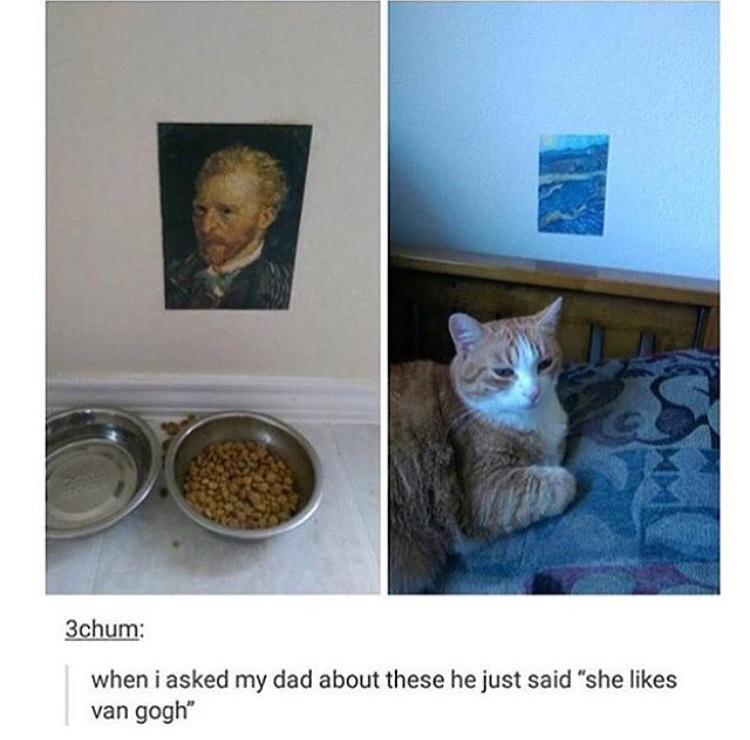 3chum:
when i asked my dad about these he just said “she likes
van gogh”